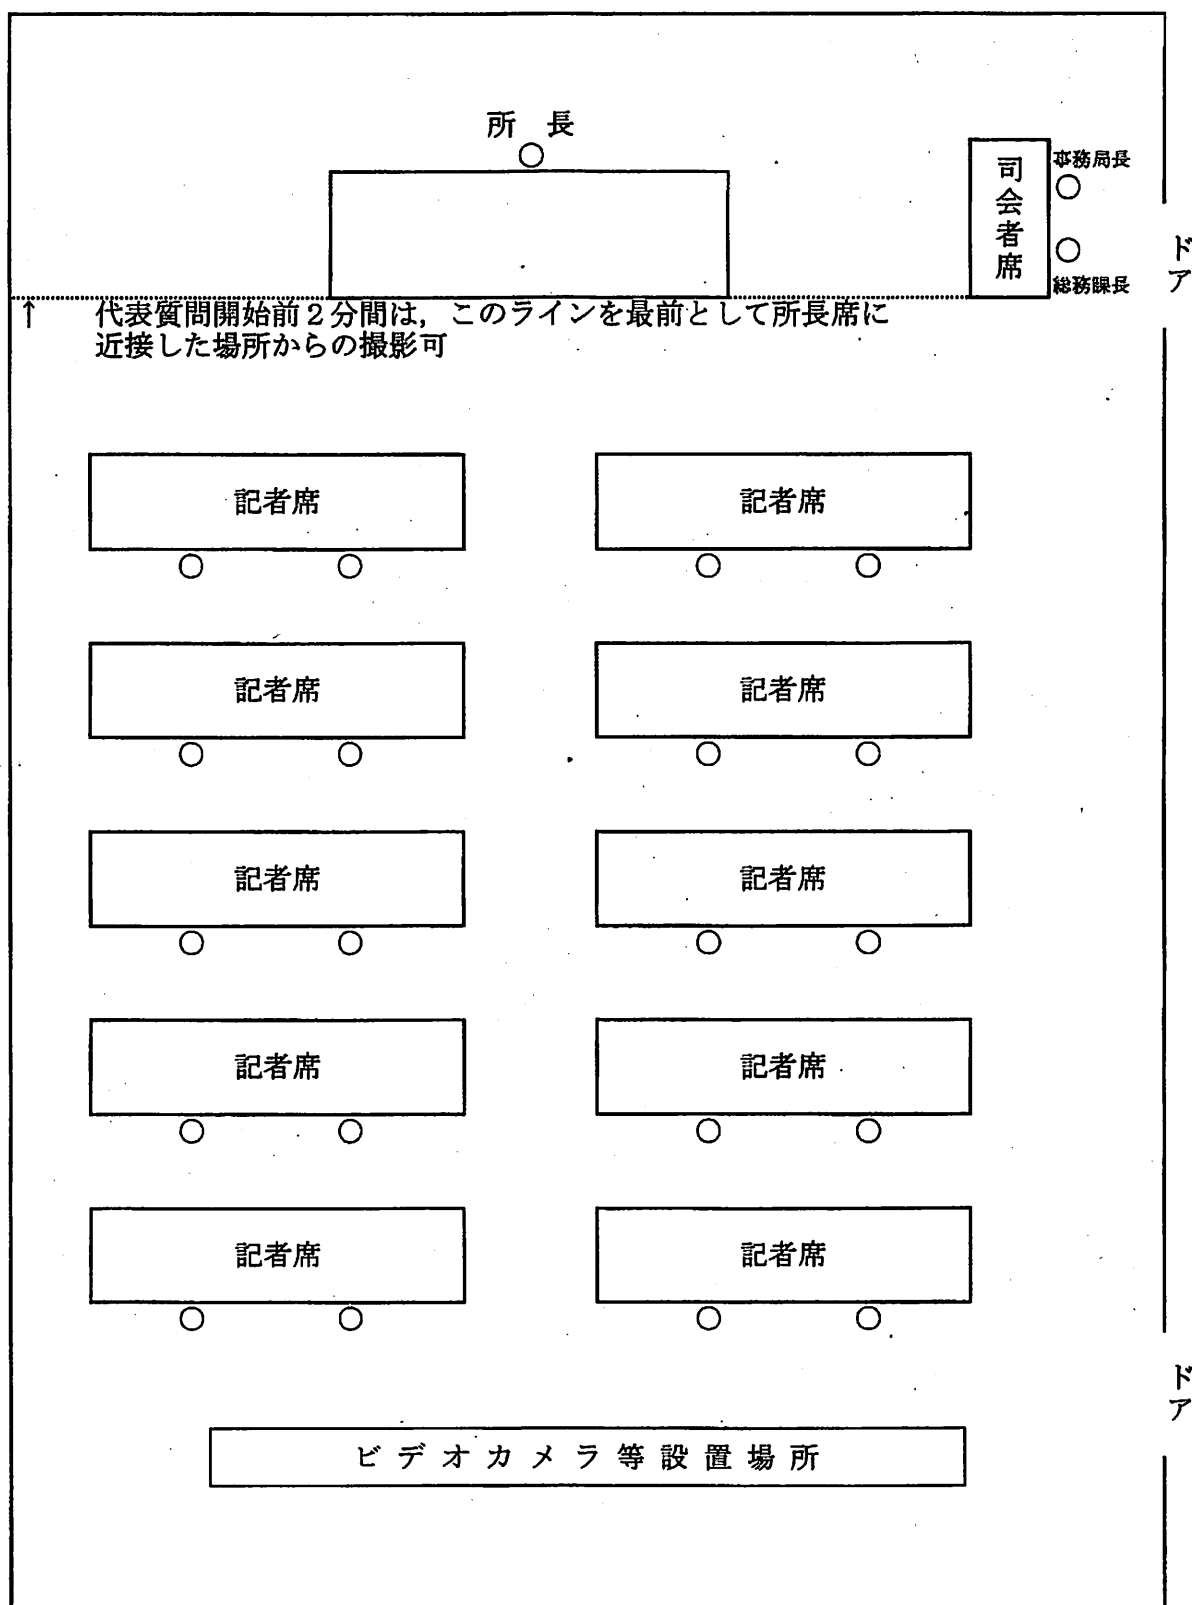 所　長
司会者席
事務局長
総務課長
ドア
↑　代表質問開始前２分間は，このラインを最前として所長席に
近接した場所からの撮影可
記者席
記者席
記者席
記者席
記者席
記者席
記者席
記者席
記者席
記者席
ドア
ビデオカメラ等設置場所